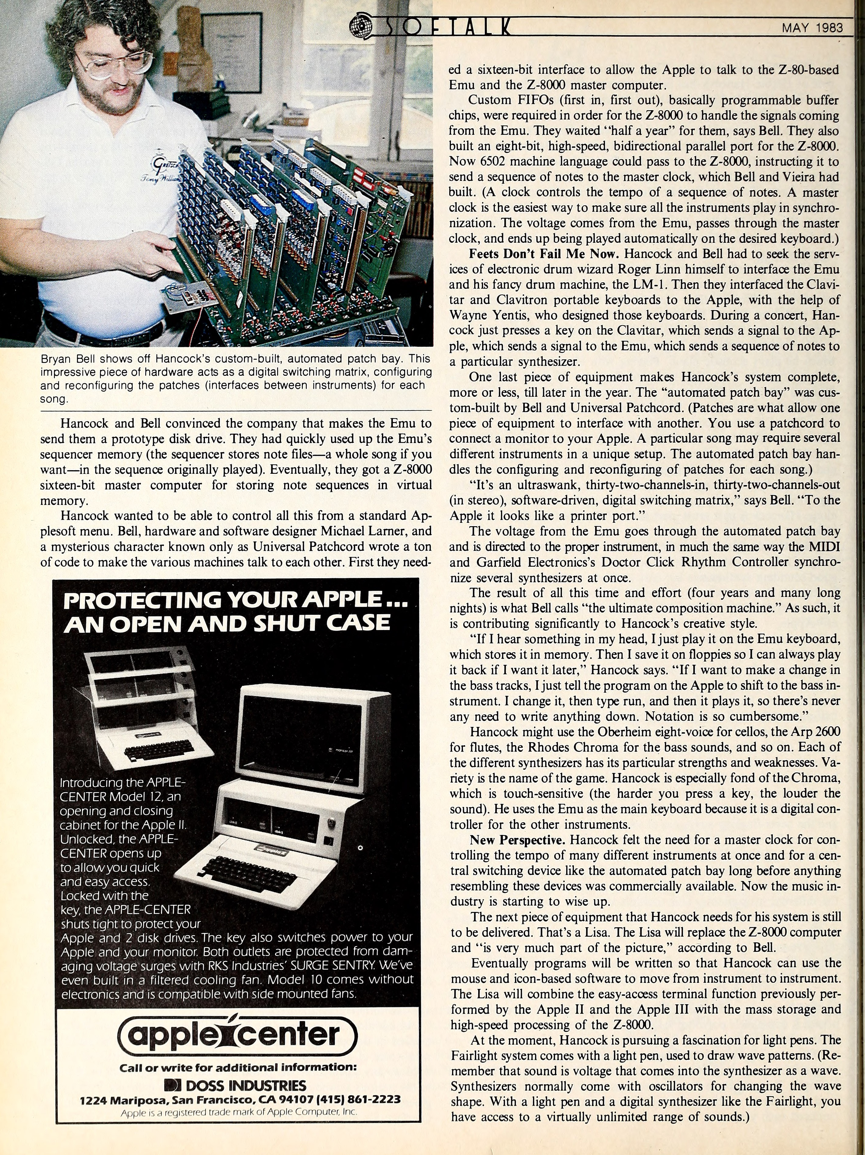 SOFTALK
MAY 1983
Gretsch
Tony Williams
Bryan Bell shows off Hancock's custom-built, automated patch bay. This
impressive piece of hardware acts as a digital switching matrix, configuring
and reconfiguring the patches (interfaces between instruments) for each
song.
Hancock and Bell convinced the company that makes the Emu to
send them a prototype disk drive. They had quickly used up the Emu's
sequencer memory (the sequencer stores note files—a whole song if you
want—in the sequence originally played). Eventually, they got a Z-8000
sixteen-bit master computer for storing note sequences in virtual
memory.
Hancock wanted to be able to control all this from a standard Ap-
plesoft menu. Bell, hardware and software designer Michael Larner, and
a mysterious character known only as Universal Patchcord wrote a ton
of code to make the various machines talk to each other. First they need-
ed a sixteen-bit interface to allow the Apple to talk to the Z-80-based
Emu and the Z-8000 master computer.
Custom FIFOs (first in, first out), basically programmable buffer
chips, were required in order for the Z-8000 to handle the signals coming
from the Emu. They waited "half a year" for them, says Bell. They also
built an eight-bit, high-speed, bidirectional parallel port for the Z-8000.
Now 6502 machine language could pass to the Z-8000, instructing it to
send a sequence of notes to the master clock, which Bell and Vieira had
built. (A clock controls the tempo of a sequence of notes. A master
clock is the easiest way to make sure all the instruments play in synchro-
nization. The voltage comes from the Emu, passes through the master
clock, and ends up being played automatically on the desired keyboard.)
Feets Don't Fail Me Now. Hancock and Bell had to seek the serv-
ices of electronic drum wizard Roger Linn himself to interface the Emu
and his fancy drum machine, the LM-1. Then they interfaced the Clavi-
tar and Clavitron portable keyboards to the Apple, with the help of
Wayne Yentis, who designed those keyboards. During a concert, Han-
cock just presses a key on the Clavitar, which sends a signal to the Ap-
ple, which sends a signal to the Emu, which sends a sequence of notes to
a particular synthesizer.
One last piece of equipment makes Hancock's system complete,
more or less, till later in the year. The "automated patch bay" was cus-
tom-built by Bell and Universal Patchcord. (Patches are what allow one
piece of equipment to interface with another. You use a patchcord to
connect a monitor to your Apple. A particular song may require several
different instruments in a unique setup. The automated patch bay han-
dles the configuring and reconfiguring of patches for each song.)
"It's an ultraswank, thirty-two-channels-in, thirty-two-channels-out
(in stereo), software-driven, digital switching matrix," says Bell. "To the
Apple it looks like a printer port."
The voltage from the Emu goes through the automated patch bay
and is directed to the proper instrument, in much the same way the MIDI
and Garfield Electronics's Doctor Click Rhythm Controller synchro-
nize several synthesizers at once.
The result of all this time and effort (four years and many long
nights) is what Bell calls "the ultimate composition machine." As such, it
is contributing significantly to Hancock's creative style.
"If I hear something in my head, I just play it on the Emu keyboard,
which stores it in memory. Then I save it on floppies so I can always play
it back if I want it later," Hancock says. "If I want to make a change in
the bass tracks, I just tell the program on the Apple to shift to the bass in-
strument. I change it, then type run, and then it plays it, so there's never
any need to write anything down. Notation is so cumbersome."
Hancock might use the Oberheim eight-voice for cellos, the Arp 2600
for flutes, the Rhodes Chroma for the bass sounds, and so on. Each of
the different synthesizers has its particular strengths and weaknesses. Va-
riety is the name of the game. Hancock is especially fond of the Chroma,
which is touch-sensitive (the harder you press a key, the louder the
sound). He uses the Emu as the main keyboard because it is a digital con-
troller for the other instruments.
New Perspective. Hancock felt the need for a master clock for con-
trolling the tempo of many different instruments at once and for a cen-
tral switching device like the automated patch bay long before anything
resembling these devices was commercially available. Now the music in-
dustry is starting to wise up.
The next piece of equipment that Hancock needs for his system is still
to be delivered. That's a Lisa. The Lisa will replace the Z-8000 computer
and "is very much part of the picture," according to Bell.
Eventually programs will be written so that Hancock can use the
mouse and icon-based software to move from instrument to instrument.
The Lisa will combine the easy-access terminal function previously per-
formed by the Apple II and the Apple III with the mass storage and
high-speed processing of the Z-8000.
At the moment, Hancock is pursuing a fascination for light pens. The
Fairlight system comes with a light pen, used to draw wave patterns. (Re-
member that sound is voltage that comes into the synthesizer as a wave.
Synthesizers normally come with oscillators for changing the wave
shape. With a light pen and a digital synthesizer like the Fairlight, you
have access to a virtually unlimited range of sounds.)
PROTECTING YOUR APPLE ...
AN OPEN AND SHUT CASE
Introducing the APPLE-
CENTER Model 12, an
opening and closing
cabinet for the Apple II.
Unlocked, the APPLE-
CENTER opens up
to allow you quick
and easy access.
Locked with the
key, the APPLE-CENTER
shuts tight to protect your
Apple and 2 disk drives. The key also switches power to your
Apple and your monitor. Both outlets are protected from dam-
aging voltage surges with RKS Industries' SURGE SENTRY. We've
even built in a filtered cooling fan. Model 10 comes without
electronics and is compatible with side mounted fans.
apple center
Call or write for additional information:
DOSS INDUSTRIES
1224 Mariposa, San Francisco, CA 94107 (415) 861-2223
Apple is a registered trade mark of Apple Computer, Inc.